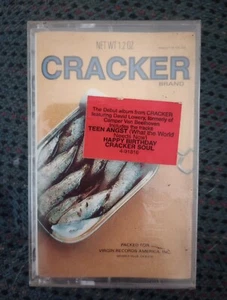 NET WT 1.2 OZ
CRACKER
BRAND
The Debut album from CRACKER
featuring David Lowery, formerly of
Camper Van Beethoven
Includes the tracks
TEEN ANGST (What the World
Needs Now)
HAPPY BIRTHDAY
CRACKER SOUL
PACKED FOR
VIRGIN RECORDS AMERICA, INC.